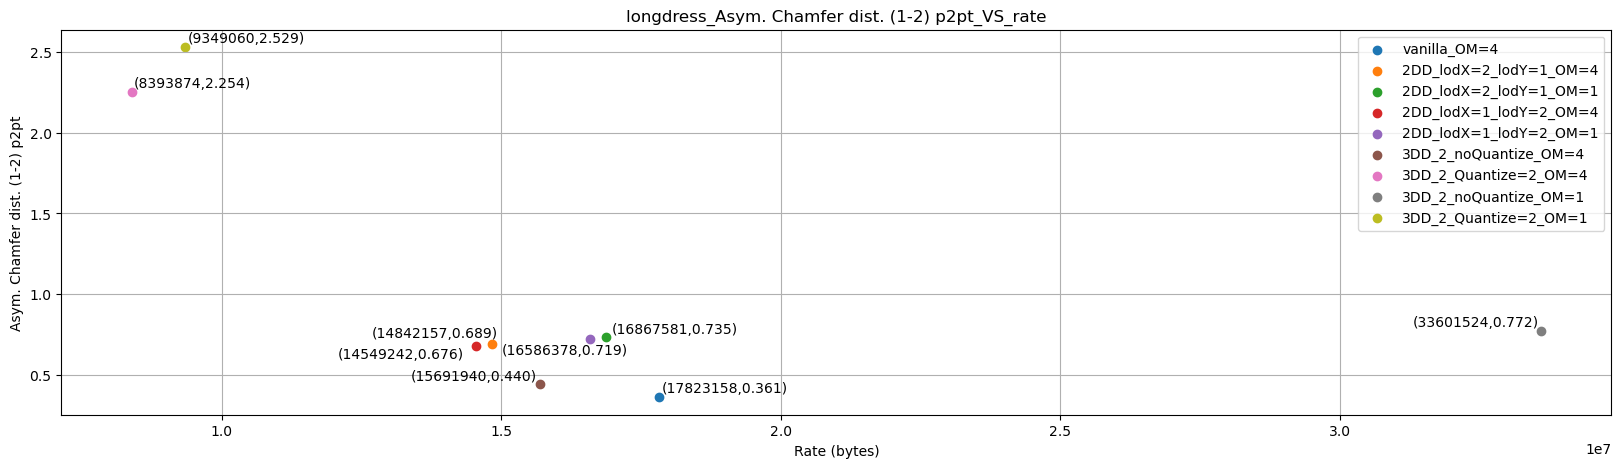 longdress_Asym. Chamfer dist. (1-2) p2pt_VS_rate
Asym. Chamfer dist. (1-2) p2pt
2.5
2.0
1.5
1.0
0.5
(9349060,2.529)
(8393874,2.254)
(14842157,0.689)
(14549242,0.676)
(16867581,0.735)
(16586378,0.719)
(15691940,0.440)
(17823158,0.361)
(33601524,0.772)
vanilla_OM=4
2DD_lodX=2_lodY=1_OM=4
2DD_lodX=2_lodY=1_OM=1
2DD_lodX=1_lodY=2_OM=4
2DD_lodX=1_lodY=2_OM=1
3DD_2_noQuantize_OM=4
3DD_2_Quantize=2_OM=4
3DD_2_noQuantize_OM=1
3DD_2_Quantize=2_OM=1
1.0 1.5 2.0 2.5 3.0
1e7
Rate (bytes)